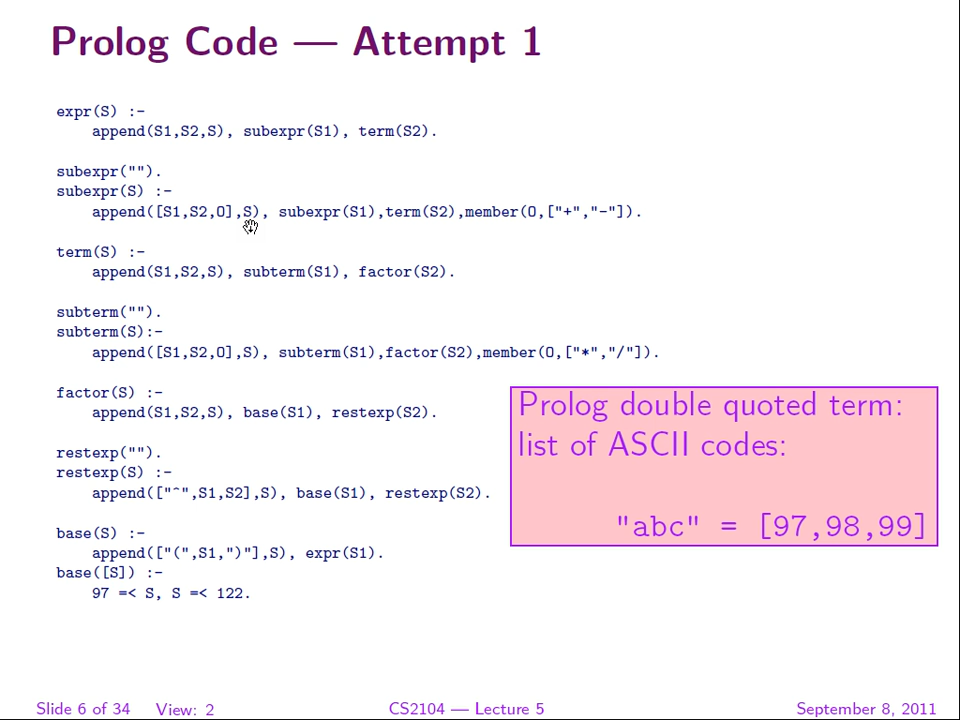 Prolog Code — Attempt 1
expr(S) :-
append(S1,S2,S), subexpr(S1), term(S2).
subexpr("").
subexpr(S) :-
append([S1,S2,O],S), subexpr(S1),term(S2),member(O,["+","-"]).
term(S) :-
append(S1,S2,S), subterm(S1), factor(S2).
subterm("").
subterm(S):-
append([S1,S2,O],S), subterm(S1),factor(S2),member(O,["*","/"]).
factor(S) :-
append(S1,S2,S), base(S1), restexp(S2).
restexp("").
restexp(S) :-
append(["^",S1,S2],S), base(S1), restexp(S2).
base(S) :-
append(["(",S1,")"],S), expr(S1).
base([S]) :-
97 =< S, S =< 122.
Prolog double quoted term:
list of ASCII codes:
"abc" = [97,98,99]
Slide 6 of 34 View: 2 CS2104 — Lecture 5 September 8, 2011